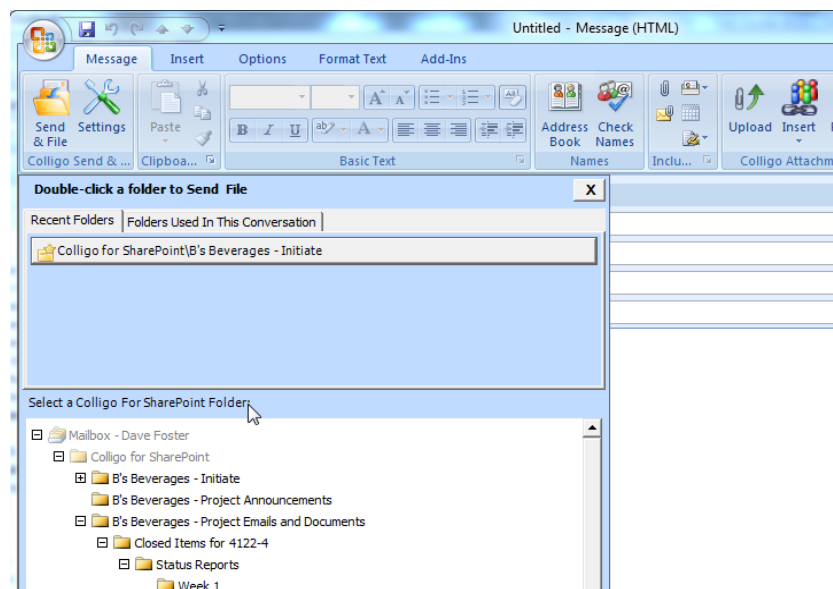 Untitled - Message (HTML)
Message Insert Options Format Text Add-Ins
Send & File
Settings
Paste
B I U
Address Book
Check Names
Upload
Insert
Colligo Send & ...
Clipboa...
Basic Text
Names
Inclu...
Colligo Attachm
Double-click a folder to Send File
X
Recent Folders
Folders Used In This Conversation
Colligo for SharePoint\B's Beverages - Initiate
Select a Colligo For SharePoint Folder:
Mailbox - Dave Foster
Colligo for SharePoint
B's Beverages - Initiate
B's Beverages - Project Announcements
B's Beverages - Project Emails and Documents
Closed Items for 4122-4
Status Reports
Week 1